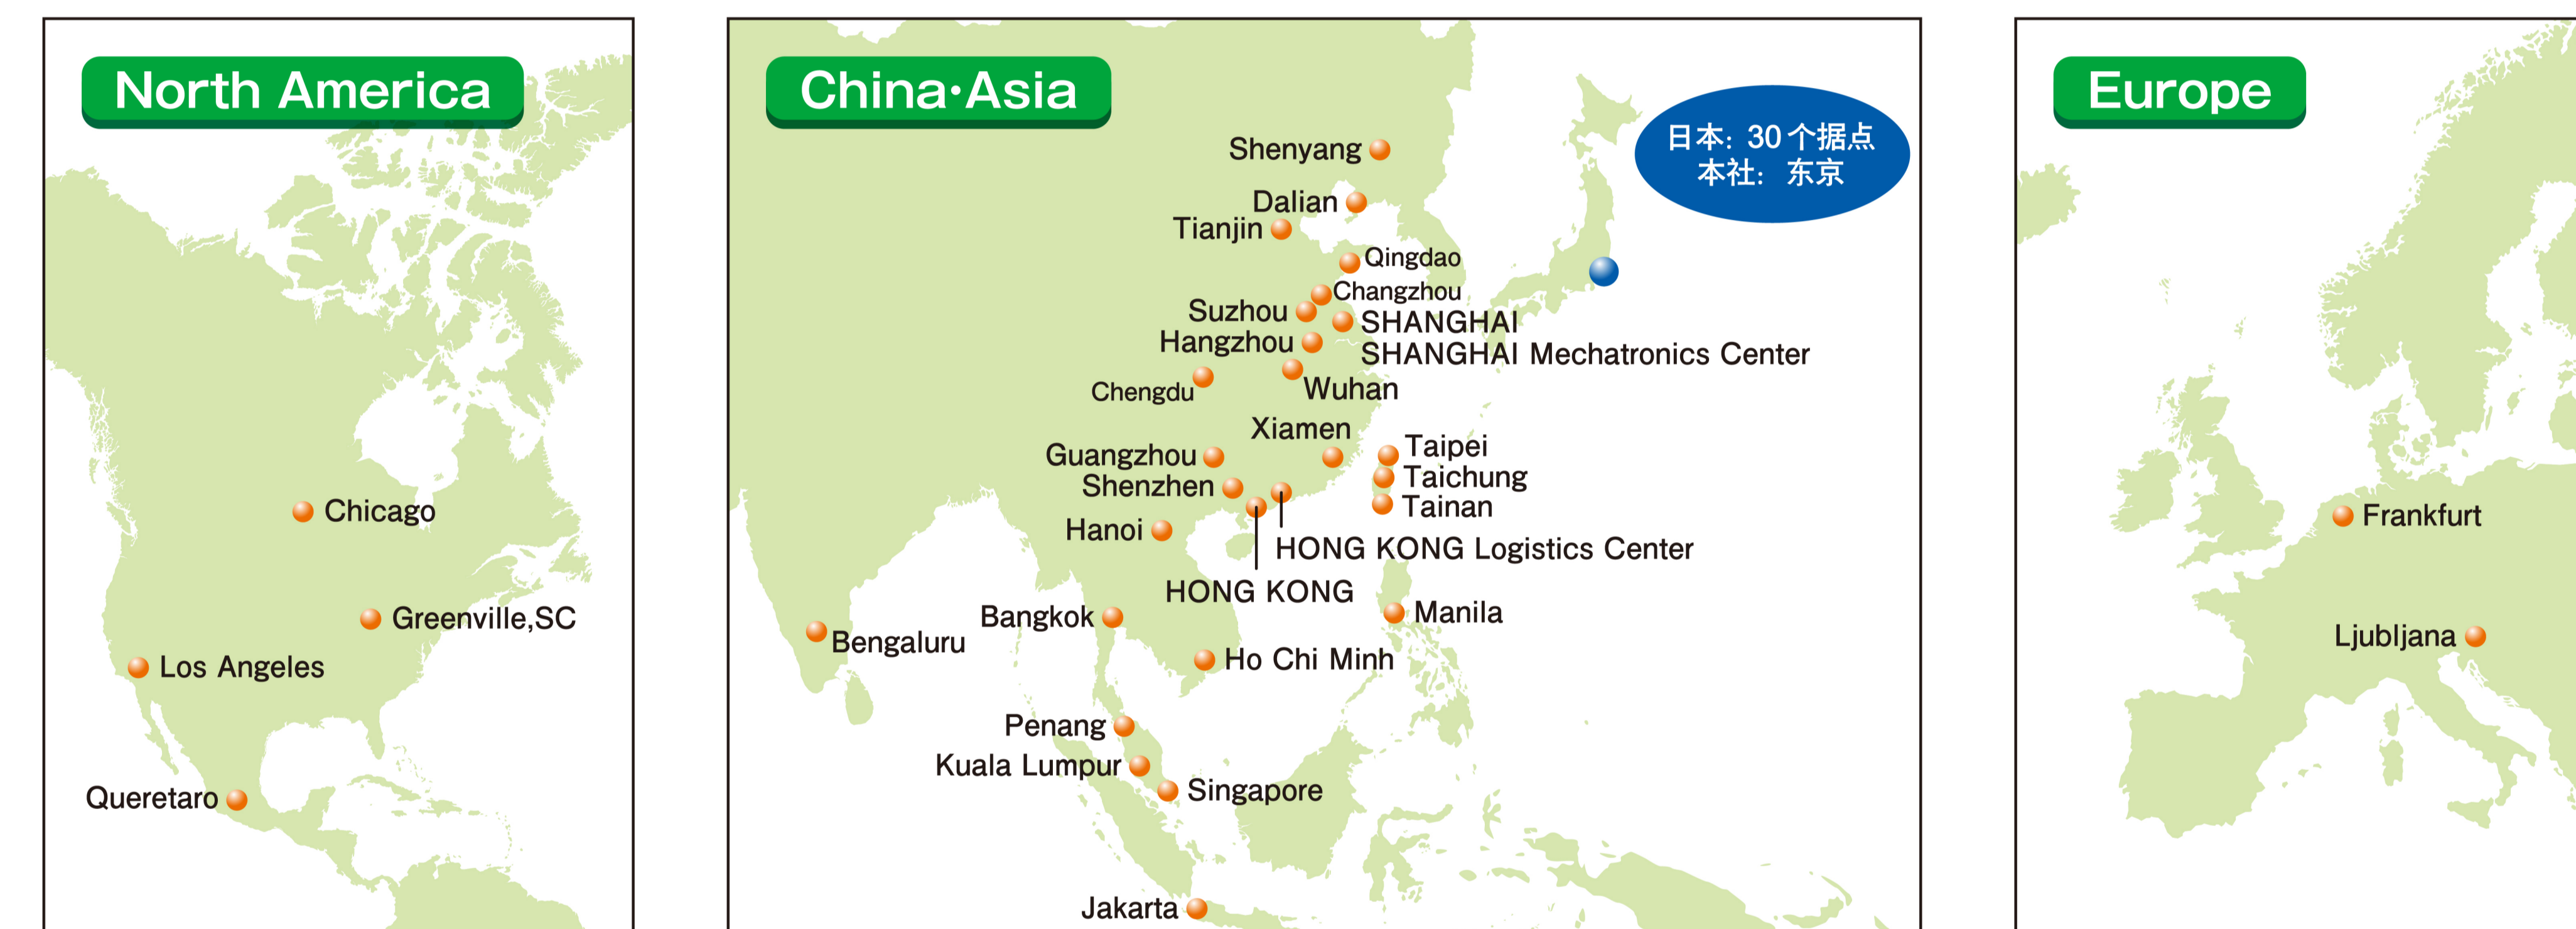 North America
Chicago
Greenville,SC
Los Angeles
Queretaro
China·Asia
日本：30个据点
本社：东京
Shenyang
Dalian
Tianjin
Qingdao
Changzhou
Suzhou
SHANGHAI
Hangzhou
SHANGHAI Mechatronics Center
Chengdu
Wuhan
Xiamen
Guangzhou
Taipei
Shenzhen
Taichung
Tainan
Hanoi
HONG KONG Logistics Center
HONG KONG
Bangkok
Manila
Bengaluru
Ho Chi Minh
Penang
Kuala Lumpur
Singapore
Jakarta
Europe
Frankfurt
Ljubljana